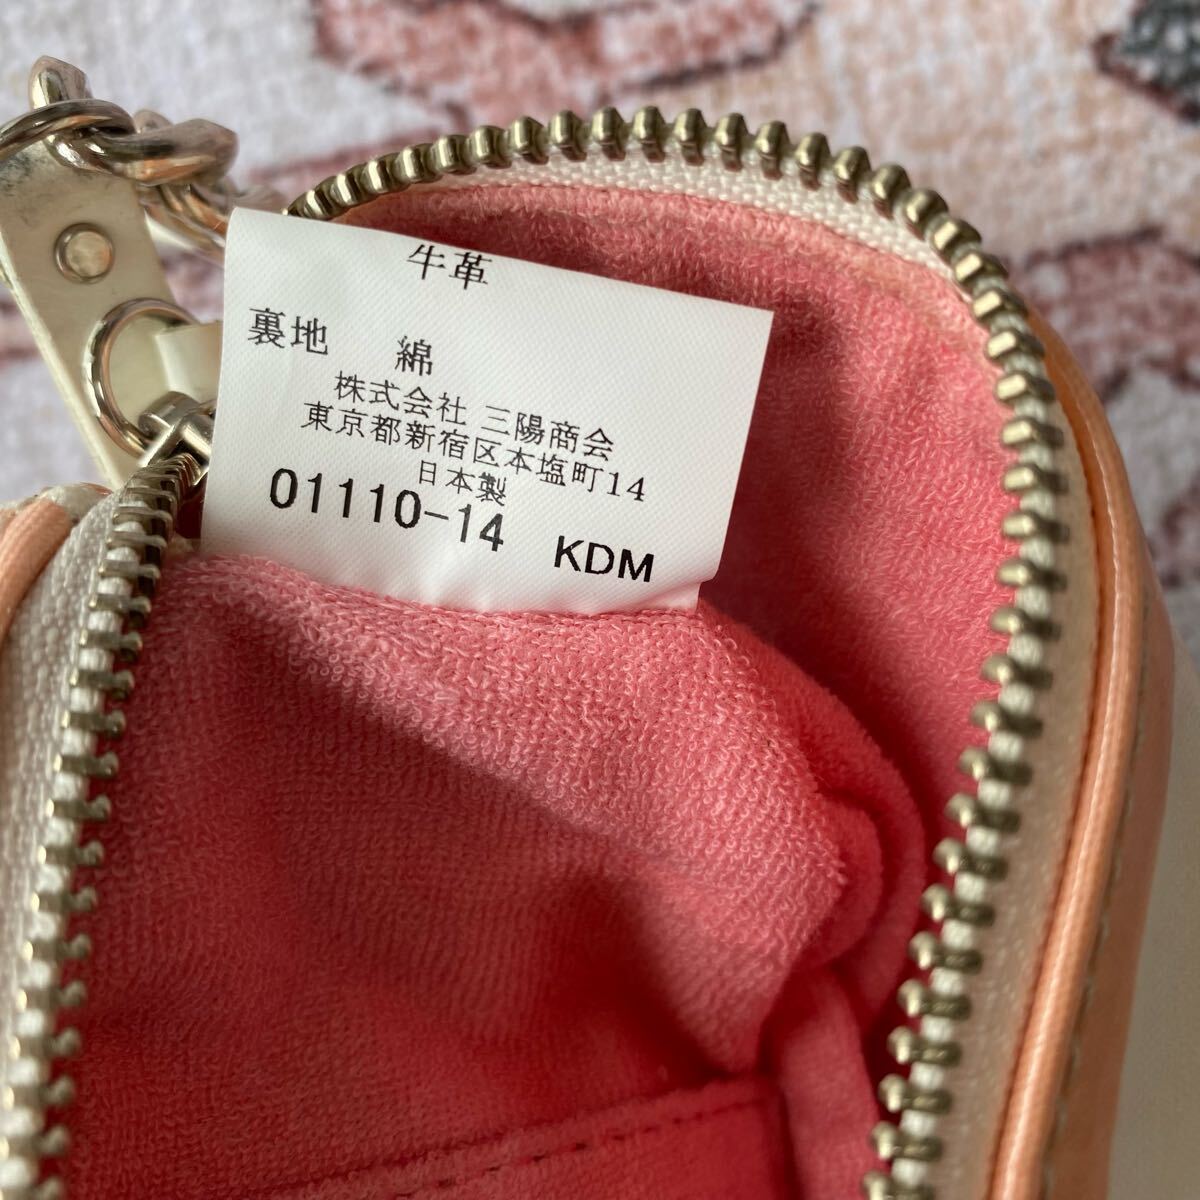 牛革
裏地 綿
株式会社 三陽商会
東京都新宿区本塩町14
日本製
01110-14 KDM